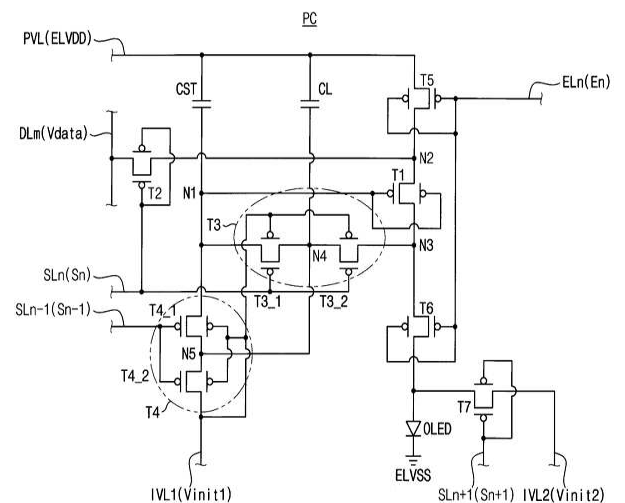 PC
PVL(ELVDD)
CST
CL
T5
ELn(En)
DLm(Vdata)
N2
T2
N1
T1
T3
N4
N3
SLn(Sn)
T3_1
T3_2
SLn-1(Sn-1)
T4_1
T6
N5
T4_2
T4
T7
OLED
ELVSS
IVL1(Vinit1)
SLn+1(Sn+1)
IVL2(Vinit2)